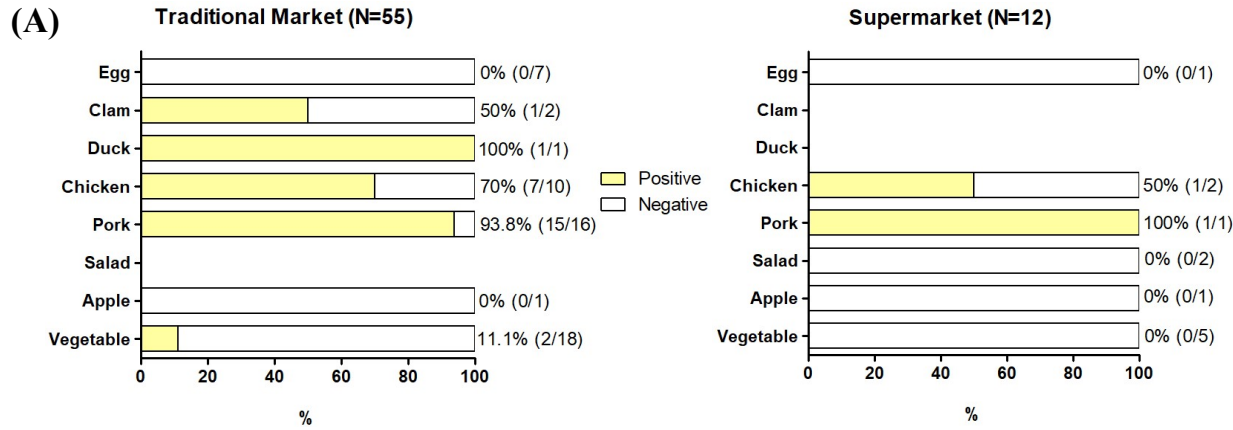 (A)
Traditional Market (N=55)
Egg 0% (0/7)
Clam 50% (1/2)
Duck 100% (1/1)
Chicken 70% (7/10)
Pork 93.8% (15/16)
Salad
Apple 0% (0/1)
Vegetable 11.1% (2/18)
0 20 40 60 80 100
%
Positive
Negative
Supermarket (N=12)
Egg 0% (0/1)
Clam
Duck
Chicken 50% (1/2)
Pork 100% (1/1)
Salad 0% (0/2)
Apple 0% (0/1)
Vegetable 0% (0/5)
0 20 40 60 80 100
%